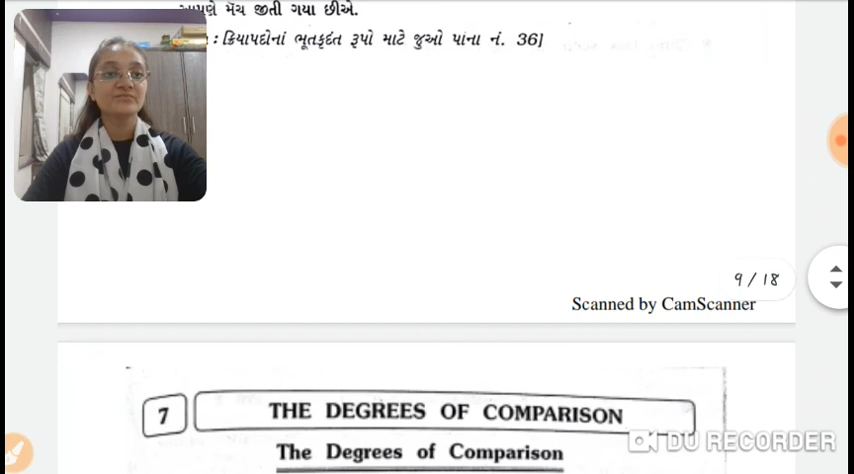 આપણે મૅચ જીતી ગયા છીએ.
: ક્રિયાપદોનાં ભૂતકૃદંત રૂપો માટે જુઓ પાંના નં. 36]
9 / 18
Scanned by CamScanner
7
THE DEGREES OF COMPARISON
The Degrees of Comparison
DU RECORDER